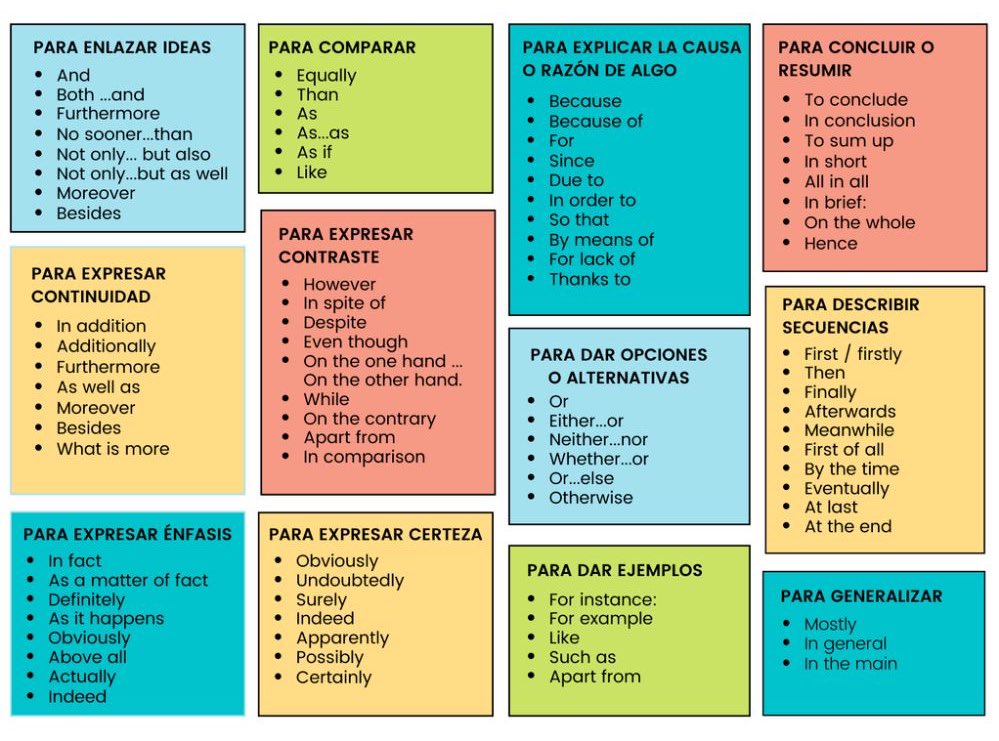 PARA ENLAZAR IDEAS
• And
• Both ...and
• Furthermore
• No sooner...than
• Not only... but also
• Not only...but as well
• Moreover
• Besides
PARA EXPRESAR
CONTINUIDAD
• In addition
• Additionally
• Furthermore
• As well as
• Moreover
• Besides
• What is more
PARA EXPRESAR ÉNFASIS
• In fact
• As a matter of fact
• Definitely
• As it happens
• Obviously
• Above all
• Actually
• Indeed
PARA COMPARAR
• Equally
• Than
• As
• As...as
• As if
• Like
PARA EXPRESAR
CONTRASTE
• However
• In spite of
• Despite
• Even though
• On the one hand ...
On the other hand.
• While
• On the contrary
• Apart from
• In comparison
PARA EXPRESAR CERTEZA
• Obviously
• Undoubtedly
• Surely
• Indeed
• Apparently
• Possibly
• Certainly
PARA EXPLICAR LA CAUSA
O RAZÓN DE ALGO
• Because
• Because of
• For
• Since
• Due to
• In order to
• So that
• By means of
• For lack of
• Thanks to
PARA DAR OPCIONES
O ALTERNATIVAS
• Or
• Either...or
• Neither...nor
• Whether...or
• Or...else
• Otherwise
PARA DAR EJEMPLOS
• For instance:
• For example
• Like
• Such as
• Apart from
PARA CONCLUIR O
RESUMIR
• To conclude
• In conclusion
• To sum up
• In short
• All in all
• In brief:
• On the whole
• Hence
PARA DESCRIBIR
SECUENCIAS
• First / firstly
• Then
• Finally
• Afterwards
• Meanwhile
• First of all
• By the time
• Eventually
• At last
• At the end
PARA GENERALIZAR
• Mostly
• In general
• In the main